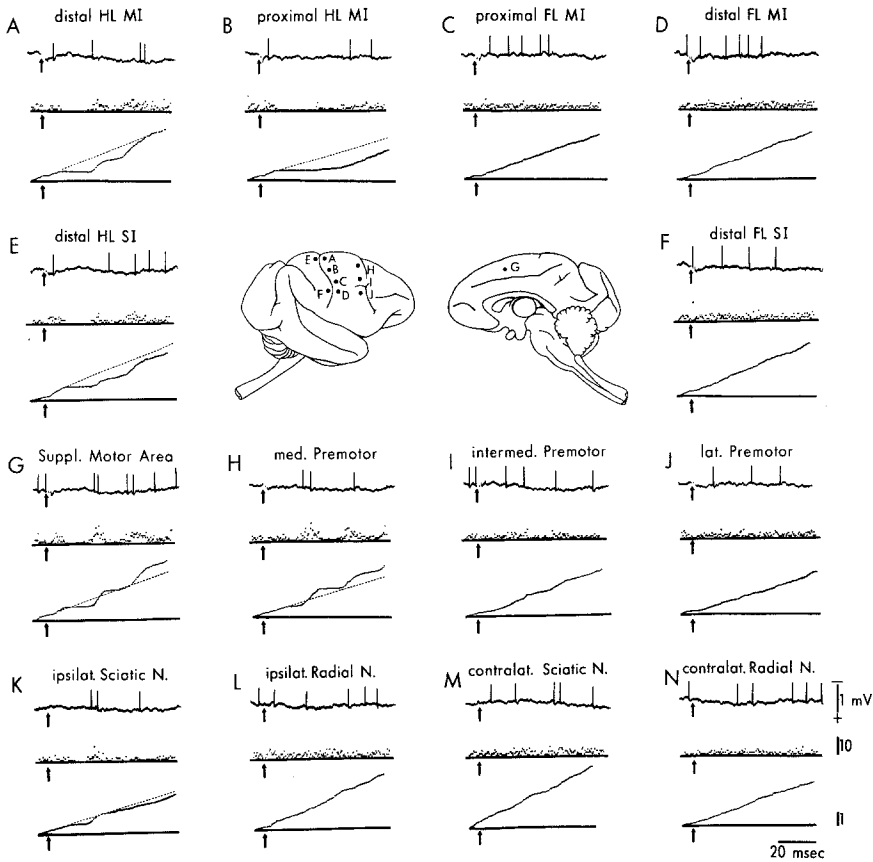 A distal HL MI
B proximal HL MI
C proximal FL MI
D distal FL MI
E distal HL SI
E A
B
C
F D
H
I
J
G
F distal FL SI
G Suppl. Motor Area
H med. Premotor
I intermed. Premotor
J lat. Premotor
K ipsilat. Sciatic N.
L ipsilat. Radial N.
M contralat. Sciatic N.
N contralat. Radial N.
1 mV
10
1
20 msec